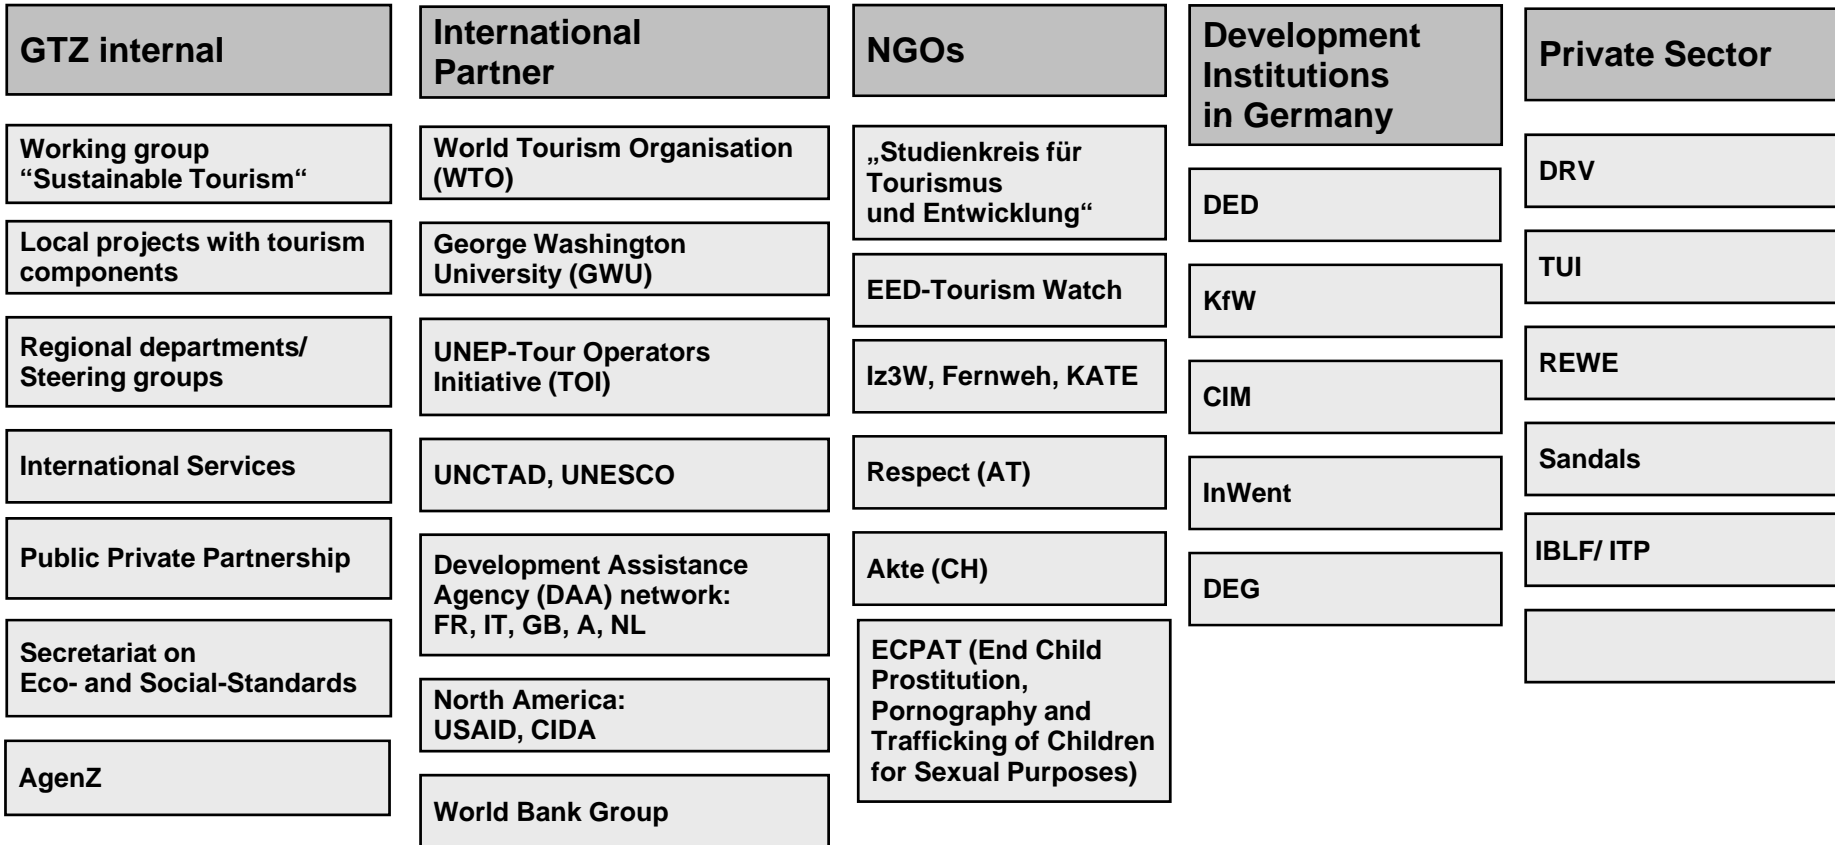 GTZ internal
Working group
“Sustainable Tourism“
Local projects with tourism
components
Regional departments/
Steering groups
International Services
Public Private Partnership
Secretariat on
Eco- and Social-Standards
AgenZ
International
Partner
World Tourism Organisation
(WTO)
George Washington
University (GWU)
UNEP-Tour Operators
Initiative (TOI)
UNCTAD, UNESCO
Development Assistance
Agency (DAA) network:
FR, IT, GB, A, NL
North America:
USAID, CIDA
World Bank Group
NGOs
„Studienkreis für
Tourismus
und Entwicklung“
EED-Tourism Watch
Iz3W, Fernweh, KATE
Respect (AT)
Akte (CH)
ECPAT (End Child
Prostitution,
Pornography and
Trafficking of Children
for Sexual Purposes)
Development
Institutions
in Germany
DED
KfW
CIM
InWent
DEG
Private Sector
DRV
TUI
REWE
Sandals
IBLF/ ITP